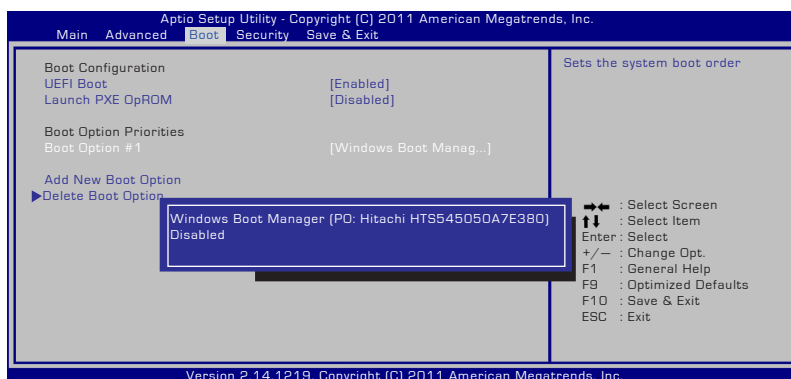 Aptio Setup Utility - Copyright (C) 2011 American Megatrends, Inc.
Main Advanced Boot Security Save & Exit
Boot Configuration
UEFI Boot [Enabled]
Launch PXE OpROM [Disabled]
Boot Option Priorities
Boot Option #1 [Windows Boot Manag...]
Add New Boot Option
Delete Boot Option
Windows Boot Manager (P0: Hitachi HTS545050A7E380)
Disabled
Sets the system boot order
: Select Screen
: Select Item
Enter : Select
+/— : Change Opt.
F1 : General Help
F9 : Optimized Defaults
F10 : Save & Exit
ESC : Exit
Version 2.14.1219. Copyright (C) 2011 American Megatrends, Inc.